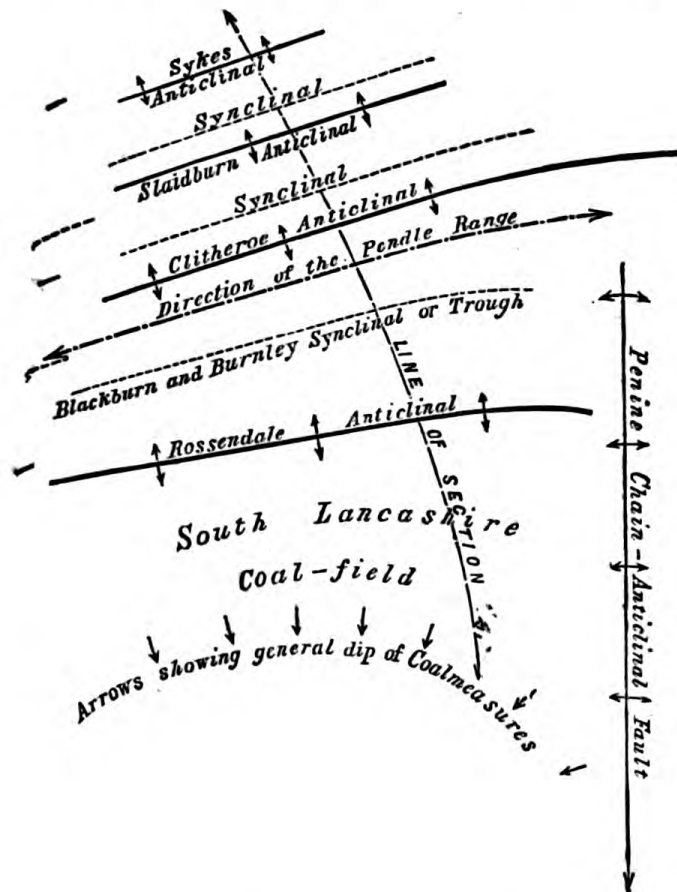 Sykes
Anticlinal
Synclinal
Slaidburn Anticlinal
Synclinal
Clitheroe Anticlinal
Direction of the Pendle Range
Blackburn and Burnley Synclinal or Trough
LINE OF SECTION
Rossendale Anticlinal
Penine Chain-Anticlinal Fault
South Lancashire
Coal-field
Arrows showing general dip of Coalmeasures